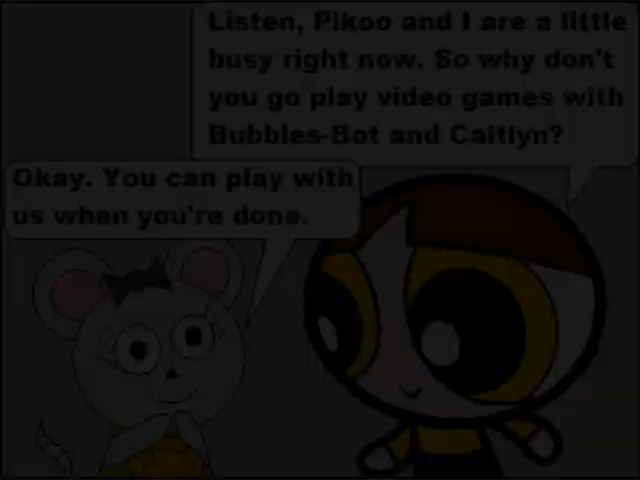 Listen, Pikoo and I are a little
busy right now. So why don't
you go play video games with
Bubbles-Bot and Caitlyn?
Okay. You can play with
us when you're done.